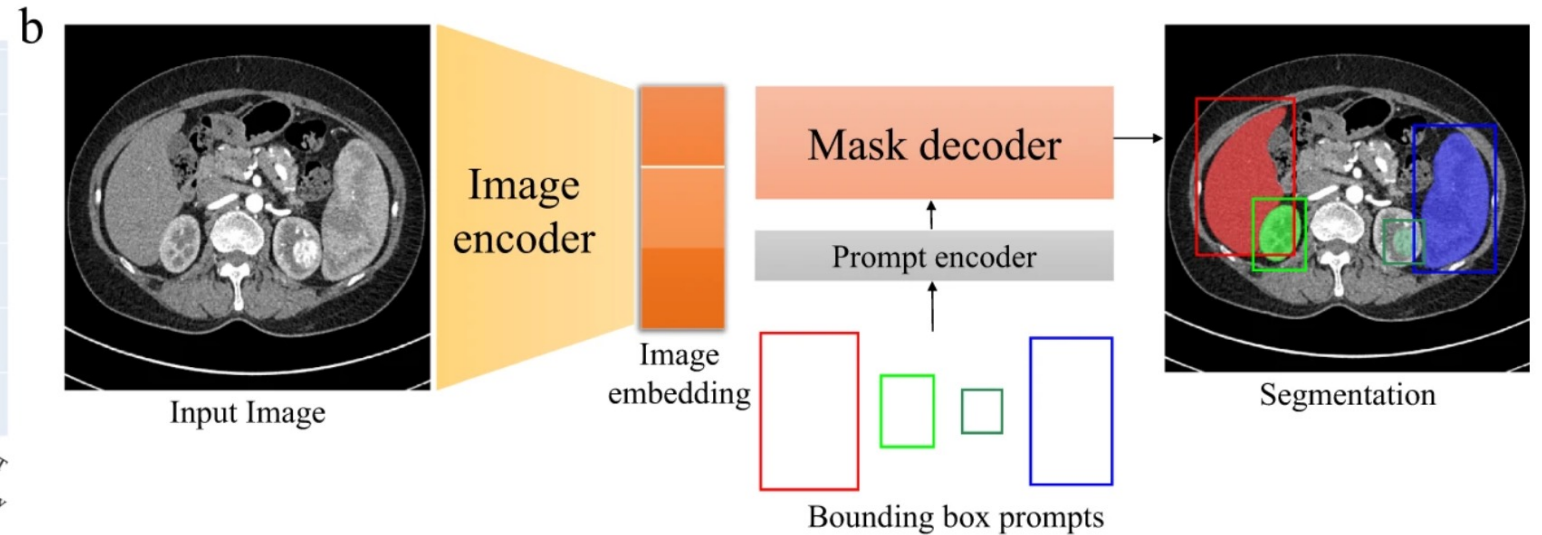 b
Image
encoder
Mask decoder
Prompt encoder
Image
embedding
Input Image
Segmentation
Bounding box prompts